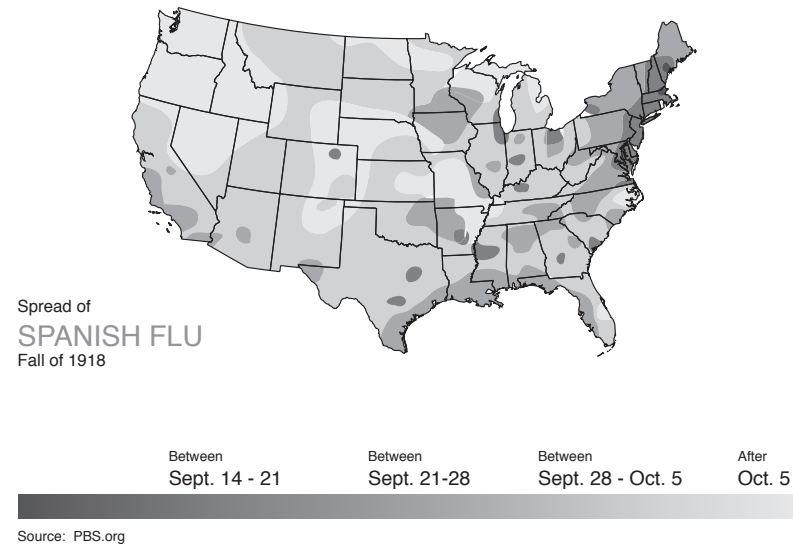 Spread of
SPANISH FLU
Fall of 1918
Between
Sept. 14 - 21
Between
Sept. 21-28
Between
Sept. 28 - Oct. 5
After
Oct. 5
Source: PBS.org